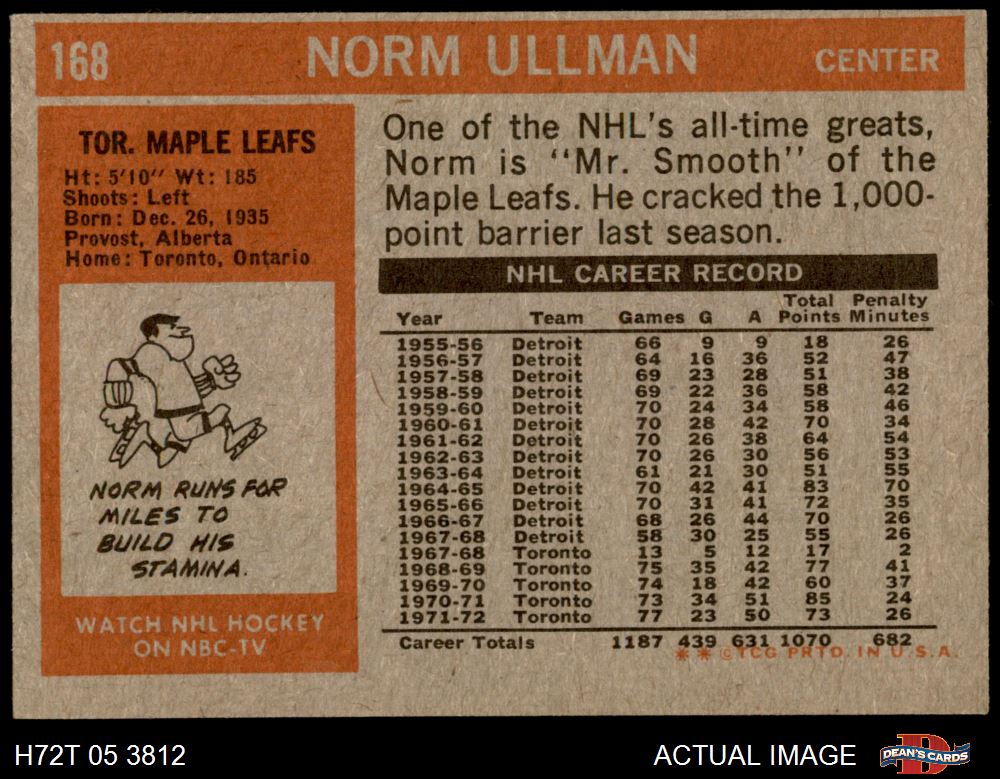 168 NORM ULLMAN CENTER
TOR. MAPLE LEAFS
Ht: 5'10'' Wt: 185
Shoots: Left
Born: Dec. 26, 1935
Provost, Alberta
Home: Toronto, Ontario
NORM RUNS FOR
MILES TO
BUILD HIS
STAMINA.
WATCH NHL HOCKEY
ON NBC-TV
One of the NHL's all-time greats,
Norm is "Mr. Smooth" of the
Maple Leafs. He cracked the 1,000-
point barrier last season.
NHL CAREER RECORD
Year Team Games G A Total Points Penalty Minutes
1955-56 Detroit 66 9 9 18 26
1956-57 Detroit 64 16 36 52 47
1957-58 Detroit 69 23 28 51 38
1958-59 Detroit 69 22 36 58 42
1959-60 Detroit 70 24 34 58 46
1960-61 Detroit 70 28 42 70 34
1961-62 Detroit 70 26 38 64 54
1962-63 Detroit 70 26 30 56 53
1963-64 Detroit 61 21 30 51 55
1964-65 Detroit 70 42 41 83 70
1965-66 Detroit 70 31 41 72 35
1966-67 Detroit 68 26 44 70 26
1967-68 Detroit 58 30 25 55 26
1967-68 Toronto 13 5 12 17 2
1968-69 Toronto 75 35 42 77 41
1969-70 Toronto 74 18 42 60 37
1970-71 Toronto 73 34 51 85 24
1971-72 Toronto 77 23 50 73 26
Career Totals 1187 439 631 1070 682
* * ©TCG PRTD. IN U.S.A.
H72T 05 3812 ACTUAL IMAGE DEAN'S CARDS